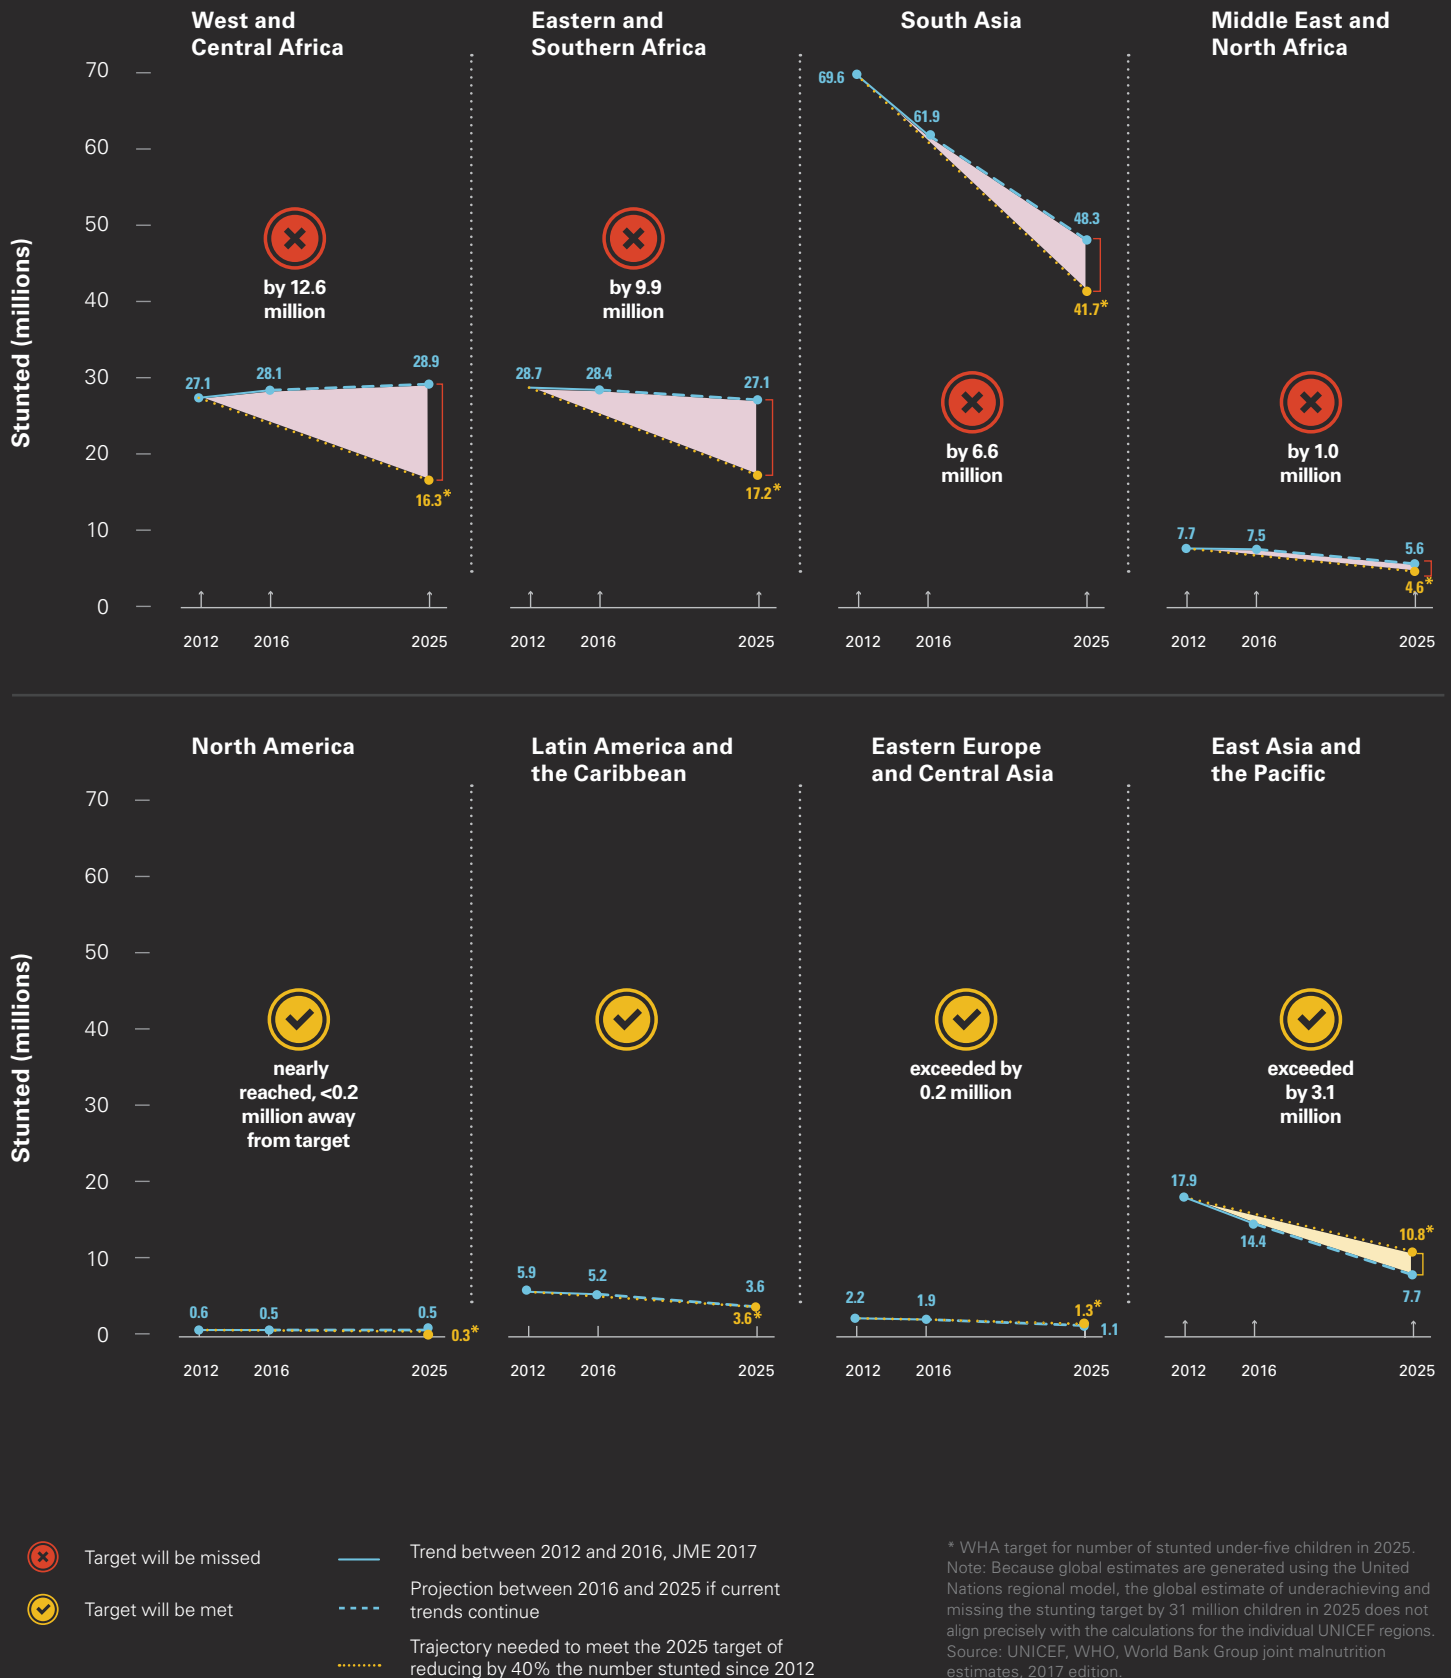 West and
Central Africa
Eastern and
Southern Africa
South Asia
Middle East and
North Africa
Stunted (millions)
70
60
50
40
30
20
10
0
by 12.6
million
27.1
28.1
28.9
16.3*
2012
2016
2025
by 9.9
million
28.7
28.4
27.1
17.2*
2012
2016
2025
69.6
61.9
48.3
41.7*
by 6.6
million
2012
2016
2025
by 1.0
million
7.7
7.5
5.6
4.6*
2012
2016
2025
North America
Latin America and
the Caribbean
Eastern Europe
and Central Asia
East Asia and
the Pacific
Stunted (millions)
70
60
50
40
30
20
10
0
nearly
reached, <0.2
million away
from target
0.6
0.5
0.5
0.3*
2012
2016
2025
5.9
5.2
3.6
3.6*
2012
2016
2025
exceeded by
0.2 million
2.2
1.9
1.3*
1.1
2012
2016
2025
exceeded
by 3.1
million
17.9
14.4
10.8*
7.7
2012
2016
2025
Target will be missed
Target will be met
Trend between 2012 and 2016, JME 2017
Projection between 2016 and 2025 if current
trends continue
Trajectory needed to meet the 2025 target of
reducing by 40% the number stunted since 2012
* WHA target for number of stunted under-five children in 2025.
Note: Because global estimates are generated using the United
Nations regional model, the global estimate of underachieving and
missing the stunting target by 31 million children in 2025 does not
align precisely with the calculations for the individual UNICEF regions.
Source: UNICEF, WHO, World Bank Group joint malnutrition
estimates, 2017 edition.